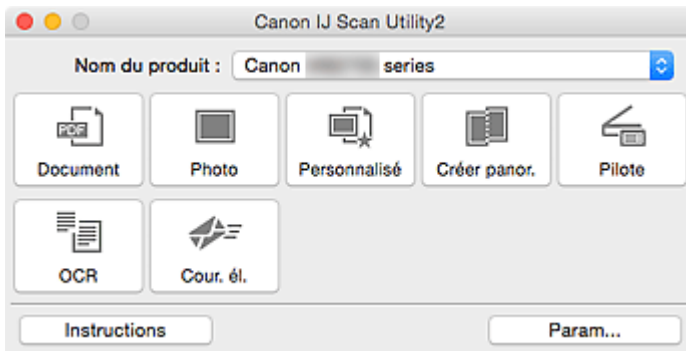 Canon IJ Scan Utility2
Nom du produit : Canon series
PDF
Document Photo Personnalisé Créer panor. Pilote
OCR Cour. él.
Instructions Param...